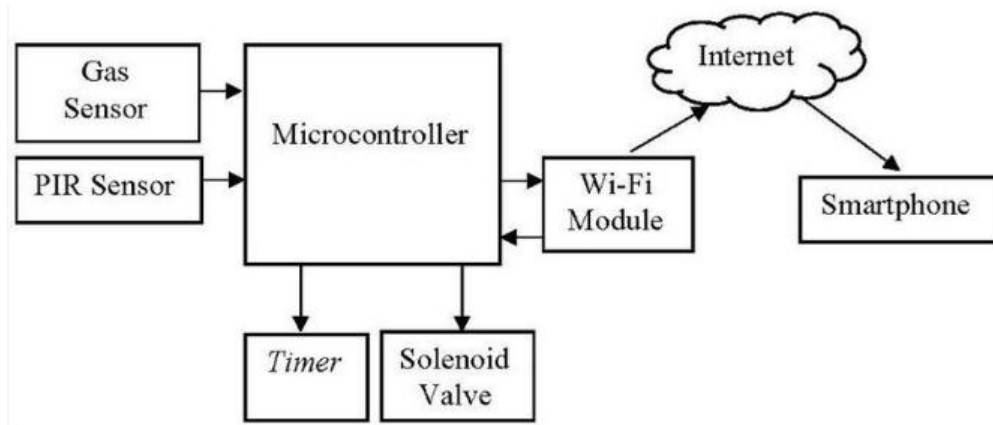 Gas
Sensor
PIR Sensor
Microcontroller
Wi-Fi
Module
Internet
Smartphone
Timer
Solenoid
Valve